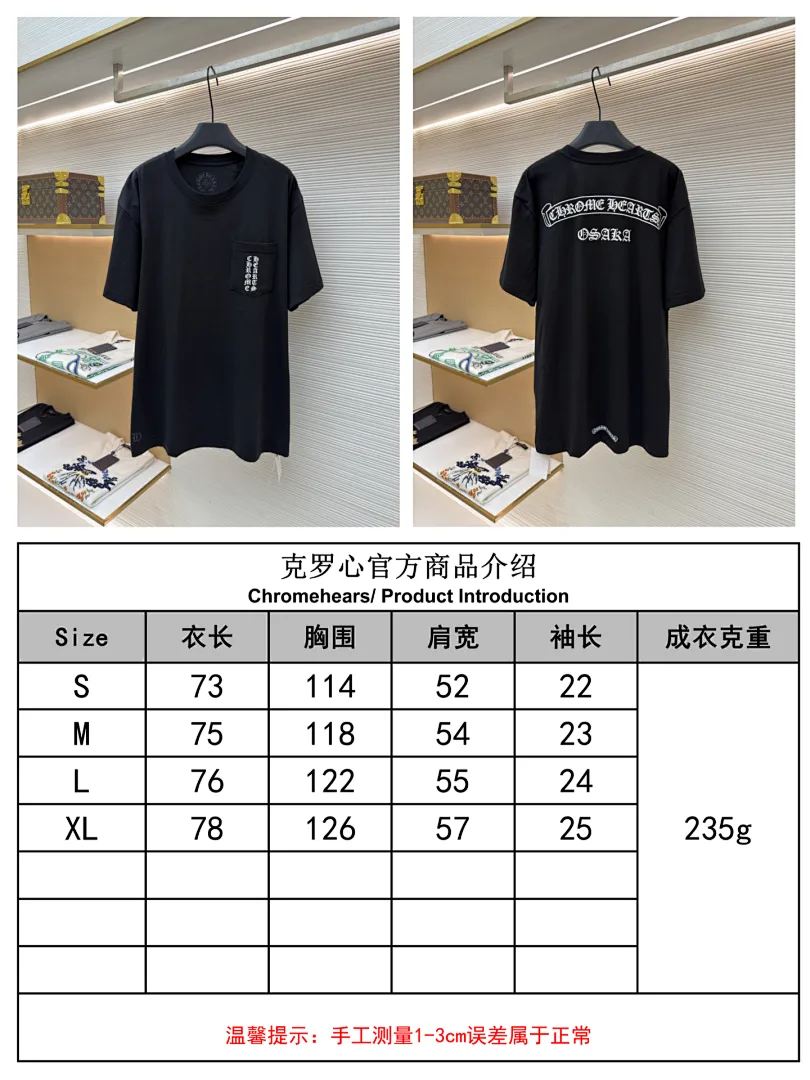 CHROME
HEARTS
CHROME HEARTS
OSAKA
克罗心官方商品介绍
Chromehears/ Product Introduction
Size 衣长 胸围 肩宽 袖长 成衣克重
S 73 114 52 22
M 75 118 54 23
L 76 122 55 24
XL 78 126 57 25
235g
温馨提示：手工测量1-3cm误差属于正常